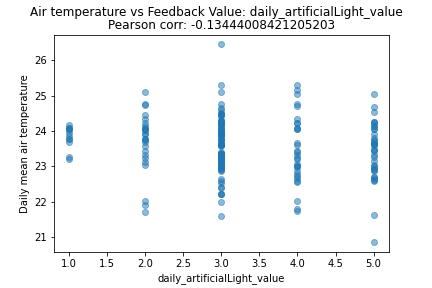 Air temperature vs Feedback Value: daily_artificialLight_value
Pearson corr: -0.13444008421205203
26
25
24
23
22
21
Daily mean air temperature
1.0 1.5 2.0 2.5 3.0 3.5 4.0 4.5 5.0
daily_artificialLight_value